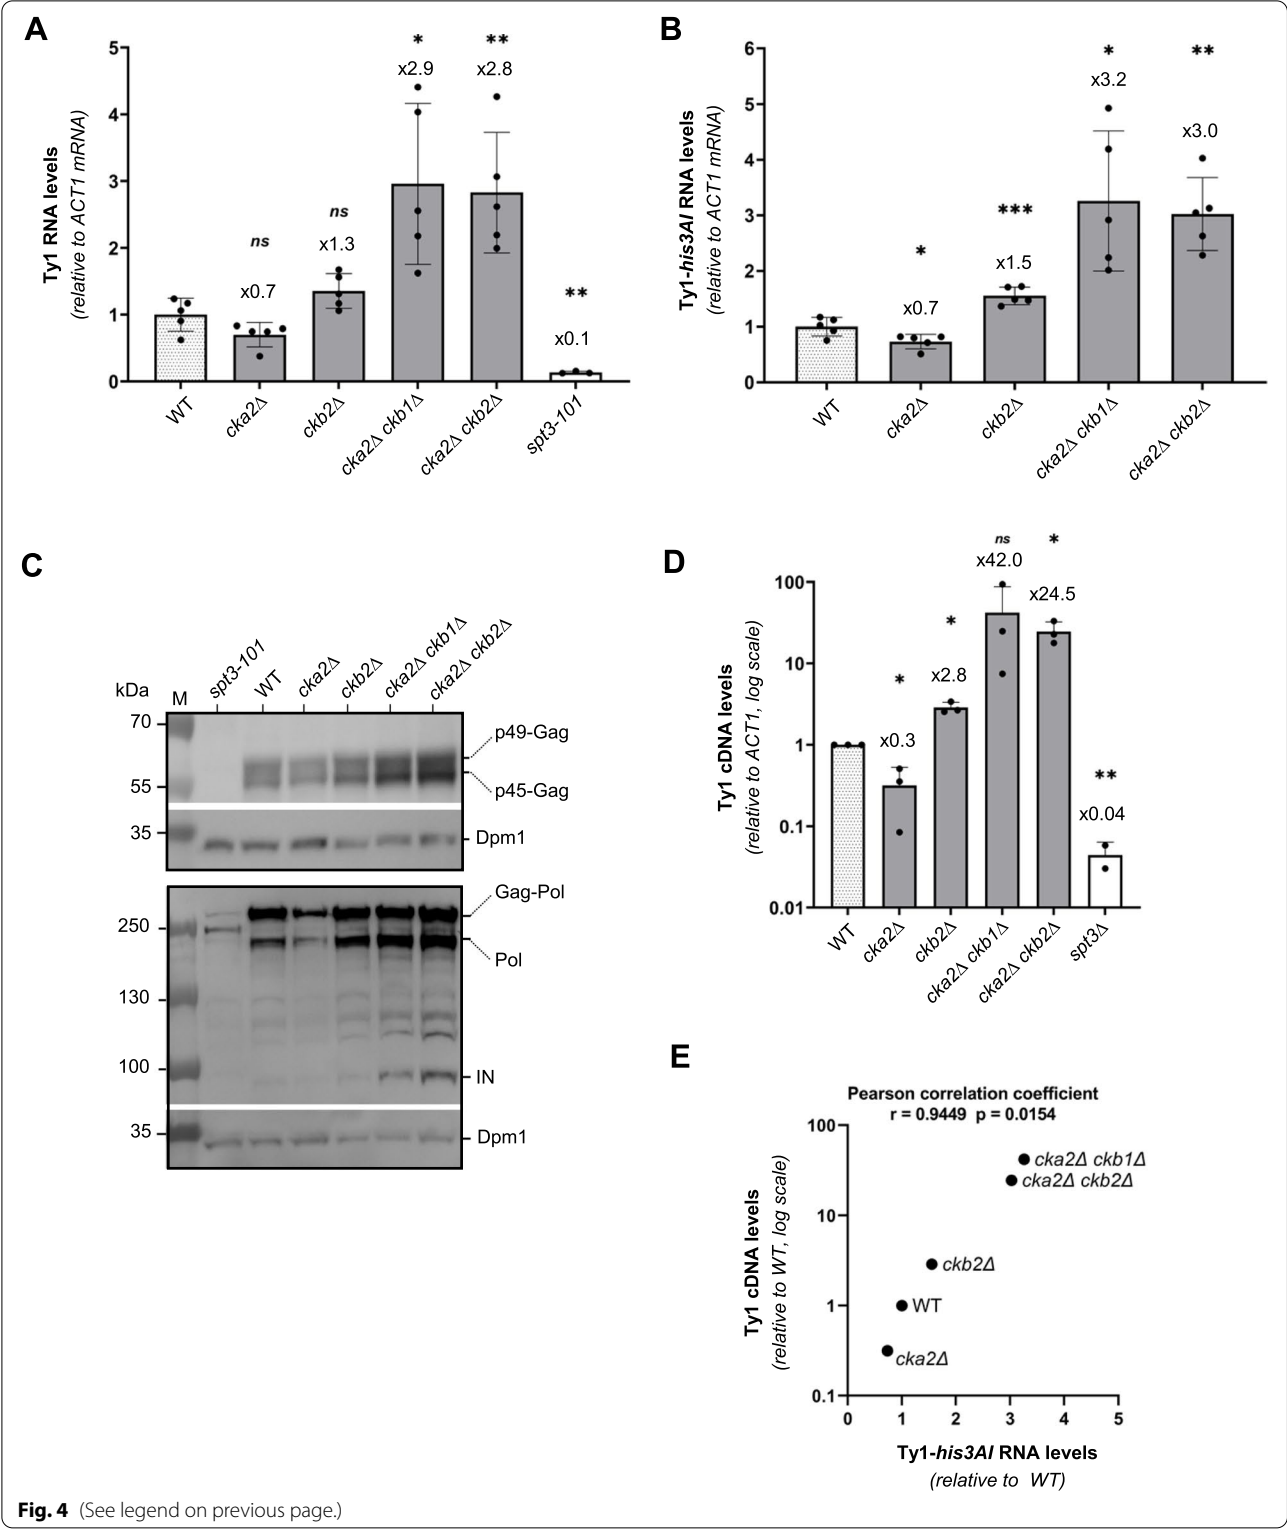 A
Ty1 RNA levels
(relative to ACT1 mRNA)
5
4
3
2
1
0
ns
x0.7
ns
x1.3
*
x2.9
**
x2.8
**
x0.1
WT
cka2Δ
ckb2Δ
cka2Δ ckb1Δ
cka2Δ ckb2Δ
spt3-101
B
Ty1-his3AI RNA levels
(relative to ACT1 mRNA)
6
5
4
3
2
1
0
*
x0.7
***
x1.5
*
x3.2
**
x3.0
WT
cka2Δ
ckb2Δ
cka2Δ ckb1Δ
cka2Δ ckb2Δ
C
kDa
M
spt3-101
WT
cka2Δ
ckb2Δ
cka2Δ ckb1Δ
cka2Δ ckb2Δ
70
55
35
p49-Gag
p45-Gag
Dpm1
250
130
100
35
Gag-Pol
Pol
IN
Dpm1
D
Ty1 cDNA levels
(relative to ACT1, log scale)
100
10
1
0.1
0.01
*
x0.3
*
x2.8
ns
x42.0
*
x24.5
**
x0.04
WT
cka2Δ
ckb2Δ
cka2Δ ckb1Δ
cka2Δ ckb2Δ
spt3Δ
E
Pearson correlation coefficient
r = 0.9449 p = 0.0154
Ty1 cDNA levels
(relative to WT, log scale)
100
10
1
0.1
cka2Δ ckb1Δ
cka2Δ ckb2Δ
ckb2Δ
WT
cka2Δ
0 1 2 3 4 5
Ty1-his3AI RNA levels
(relative to WT)
Fig. 4 (See legend on previous page.)